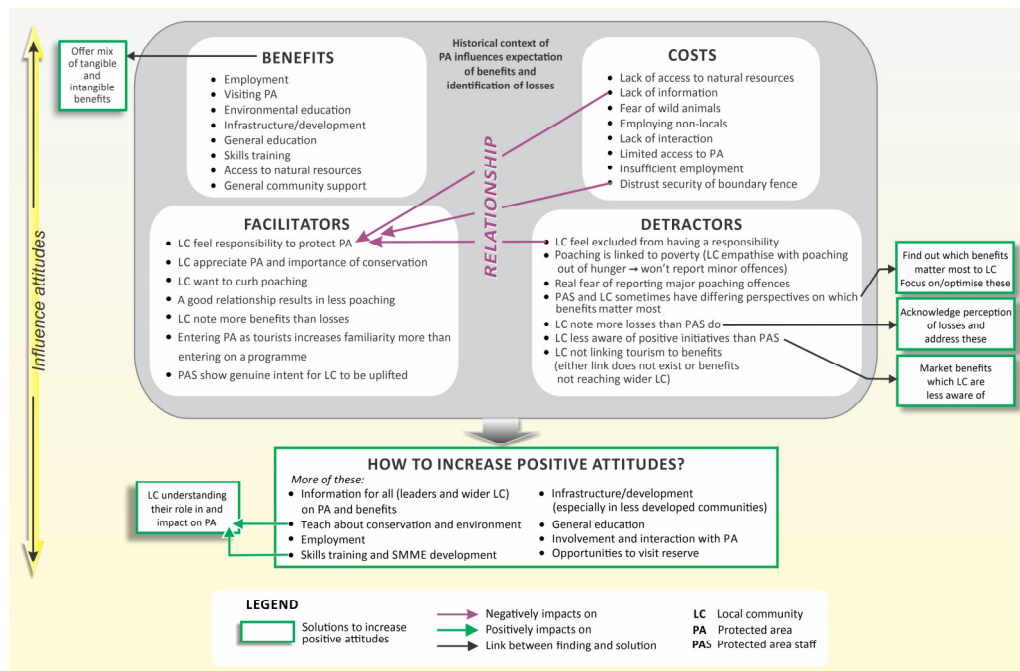 Offer mix
of tangible
and
intangible
benefits
BENEFITS
• Employment
• Visiting PA
• Environmental education
• Infrastructure/development
• General education
• Skills training
• Access to natural resources
• General community support
Historical context of
PA influences expectation
of benefits and
identification of losses
COSTS
• Lack of access to natural resources
• Lack of information
• Fear of wild animals
• Employing non-locals
• Lack of interaction
• Limited access to PA
• Insufficient employment
• Distrust security of boundary fence
RELATIONSHIP
Influence attitudes
FACILITATORS
• LC feel responsibility to protect PA
• LC appreciate PA and importance of conservation
• LC want to curb poaching
• A good relationship results in less poaching
• LC note more benefits than losses
• Entering PA as tourists increases familiarity more than
entering on a programme
• PAS show genuine intent for LC to be uplifted
DETRACTORS
• LC feel excluded from having a responsibility
• Poaching is linked to poverty (LC empathise with poaching
out of hunger → won't report minor offences)
• Real fear of reporting major poaching offences
• PAS and LC sometimes have differing perspectives on which
benefits matter most
• LC note more losses than PAS do
• LC less aware of positive initiatives than PAS
• LC not linking tourism to benefits
(either link does not exist or benefits
not reaching wider LC)
Find out which benefits
matter most to LC
Focus on/optimise these
Acknowledge perception
of losses and
address these
Market benefits
which LC are
less aware of
HOW TO INCREASE POSITIVE ATTITUDES?
More of these:
• Information for all (leaders and wider LC)
on PA and benefits
• Teach about conservation and environment
• Employment
• Skills training and SMME development
• Infrastructure/development
(especially in less developed communities)
• General education
• Involvement and interaction with PA
• Opportunities to visit reserve
LC understanding
their role in and
impact on PA
LEGEND
Solutions to increase
positive attitudes
Negatively impacts on
Positively impacts on
Link between finding and solution
LC Local community
PA Protected area
PAS Protected area staff